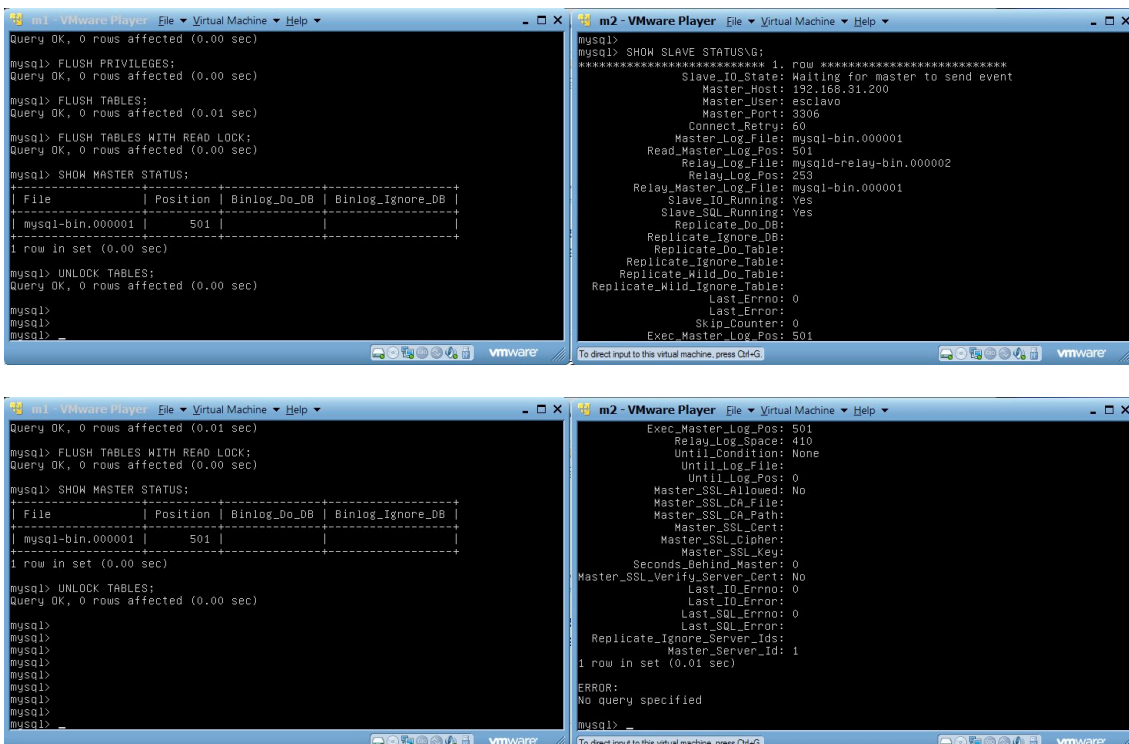 m1 - VMware Player File ▾ Virtual Machine ▾ Help ▾
Query OK, 0 rows affected (0.00 sec)
mysql> FLUSH PRIVILEGES;
Query OK, 0 rows affected (0.00 sec)
mysql> FLUSH TABLES;
Query OK, 0 rows affected (0.01 sec)
mysql> FLUSH TABLES WITH READ LOCK;
Query OK, 0 rows affected (0.00 sec)
mysql> SHOW MASTER STATUS;
+------------------+----------+--------------+------------------+
| File | Position | Binlog_Do_DB | Binlog_Ignore_DB |
+------------------+----------+--------------+------------------+
| mysql-bin.000001 | 501 | | |
+------------------+----------+--------------+------------------+
1 row in set (0.00 sec)
mysql> UNLOCK TABLES;
Query OK, 0 rows affected (0.00 sec)
mysql>
mysql>
mysql> _
vmware
m2 - VMware Player File ▾ Virtual Machine ▾ Help ▾
mysql>
mysql> SHOW SLAVE STATUS\G;
*************************** 1. row ***************************
Slave_IO_State: Waiting for master to send event
Master_Host: 192.168.31.200
Master_User: esclavo
Master_Port: 3306
Connect_Retry: 60
Master_Log_File: mysql-bin.000001
Read_Master_Log_Pos: 501
Relay_Log_File: mysqld-relay-bin.000002
Relay_Log_Pos: 253
Relay_Master_Log_File: mysql-bin.000001
Slave_IO_Running: Yes
Slave_SQL_Running: Yes
Replicate_Do_DB:
Replicate_Ignore_DB:
Replicate_Do_Table:
Replicate_Ignore_Table:
Replicate_Wild_Do_Table:
Replicate_Wild_Ignore_Table:
Last_Errno: 0
Last_Error:
Skip_Counter: 0
Exec_Master_Log_Pos: 501
To direct input to this virtual machine, press Ctrl+G.
vmware
m1 - VMware Player File ▾ Virtual Machine ▾ Help ▾
Query OK, 0 rows affected (0.01 sec)
mysql> FLUSH TABLES WITH READ LOCK;
Query OK, 0 rows affected (0.00 sec)
mysql> SHOW MASTER STATUS;
+------------------+----------+--------------+------------------+
| File | Position | Binlog_Do_DB | Binlog_Ignore_DB |
+------------------+----------+--------------+------------------+
| mysql-bin.000001 | 501 | | |
+------------------+----------+--------------+------------------+
1 row in set (0.00 sec)
mysql> UNLOCK TABLES;
Query OK, 0 rows affected (0.00 sec)
mysql>
mysql>
mysql>
mysql>
mysql>
mysql>
mysql>
mysql> _
vmware
m2 - VMware Player File ▾ Virtual Machine ▾ Help ▾
Exec_Master_Log_Pos: 501
Relay_Log_Space: 410
Until_Condition: None
Until_Log_File:
Until_Log_Pos: 0
Master_SSL_Allowed: No
Master_SSL_CA_File:
Master_SSL_CA_Path:
Master_SSL_Cert:
Master_SSL_Cipher:
Master_SSL_Key:
Seconds_Behind_Master: 0
Master_SSL_Verify_Server_Cert: No
Last_IO_Errno: 0
Last_IO_Error:
Last_SQL_Errno: 0
Last_SQL_Error:
Replicate_Ignore_Server_Ids:
Master_Server_Id: 1
1 row in set (0.01 sec)
ERROR:
No query specified
mysql> _
To direct input to this virtual machine, press Ctrl+G.
vmware